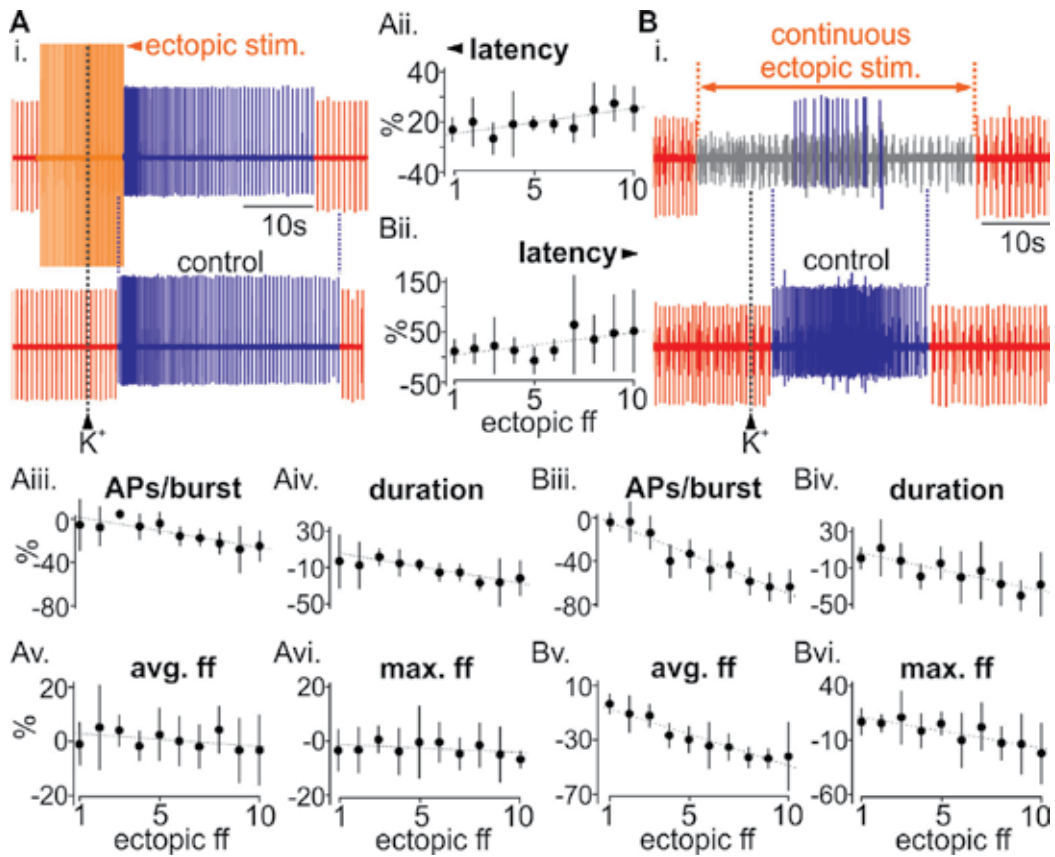 A
i.
◄ectopic stim.
10s
control
K+
Aii.
◄ latency
%
0
20
-40
1 5 10
Bii.
latency ►
%
150
50
-50
1 5 10
ectopic ff
B
i.
continuous
ectopic stim.
10s
control
K+
Aiii.
APs/burst
%
0
-40
-80
Aiv.
duration
30
-10
-50
Biii.
APs/burst
0
-40
-80
Biv.
duration
30
-10
-50
Av.
avg. ff
%
20
0
-20
1 5 10
ectopic ff
Avi.
max. ff
20
-0
-20
1 5 10
ectopic ff
Bv.
avg. ff
10
-30
-70
1 5 10
ectopic ff
Bvi.
max. ff
40
-10
-60
1 5 10
ectopic ff